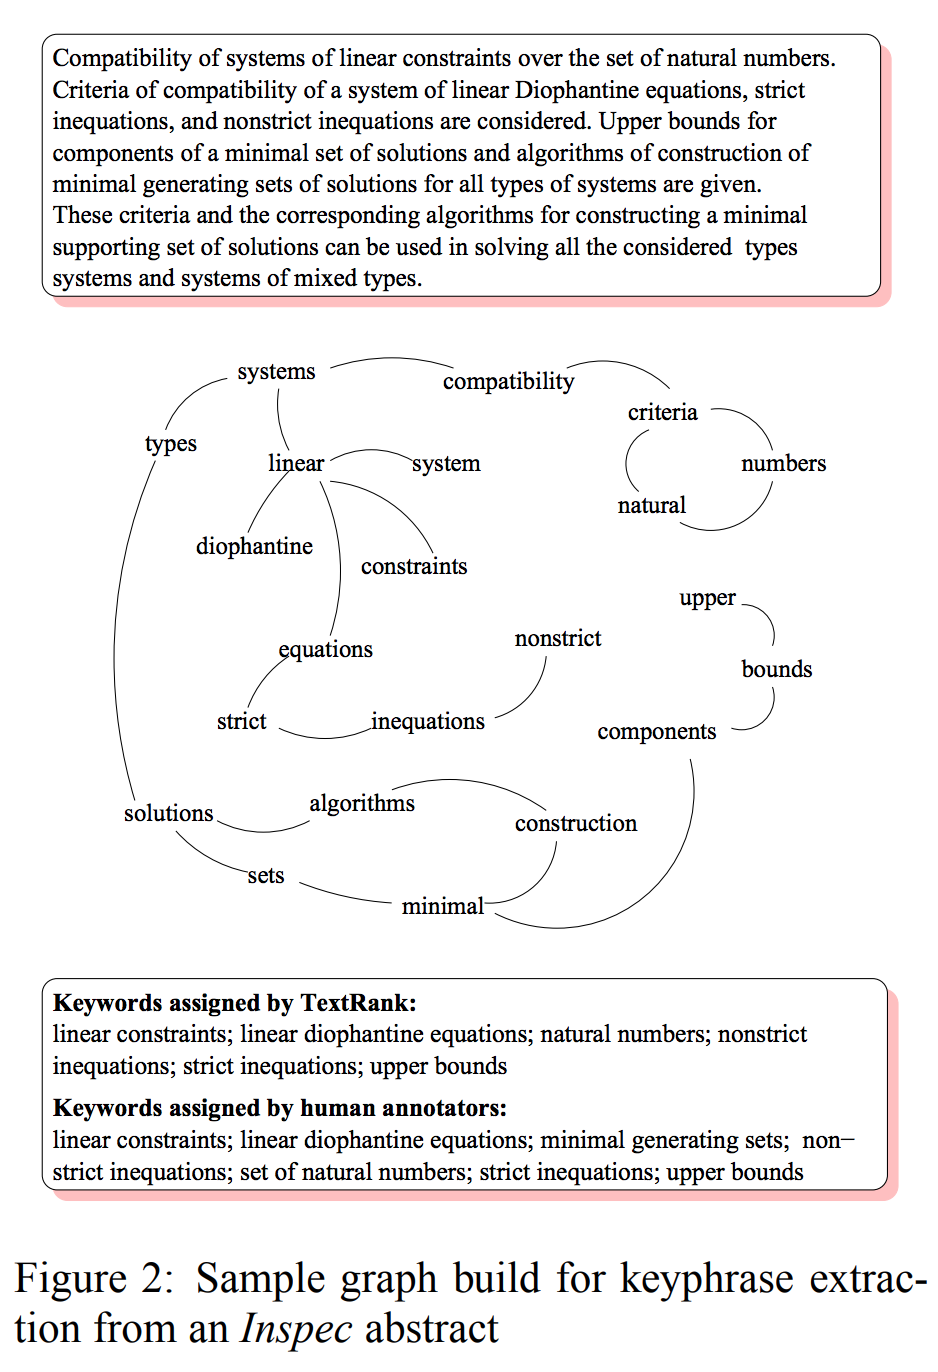 Compatibility of systems of linear constraints over the set of natural numbers.
Criteria of compatibility of a system of linear Diophantine equations, strict
inequations, and nonstrict inequations are considered. Upper bounds for
components of a minimal set of solutions and algorithms of construction of
minimal generating sets of solutions for all types of systems are given.
These criteria and the corresponding algorithms for constructing a minimal
supporting set of solutions can be used in solving all the considered types
systems and systems of mixed types.
systems
compatibility
criteria
types
linear
system
numbers
natural
diophantine
constraints
upper
equations
nonstrict
bounds
strict
inequations
components
solutions
algorithms
construction
sets
minimal
Keywords assigned by TextRank:
linear constraints; linear diophantine equations; natural numbers; nonstrict
inequations; strict inequations; upper bounds
Keywords assigned by human annotators:
linear constraints; linear diophantine equations; minimal generating sets; non−
strict inequations; set of natural numbers; strict inequations; upper bounds
Figure 2: Sample graph build for keyphrase extrac-
tion from an Inspec abstract